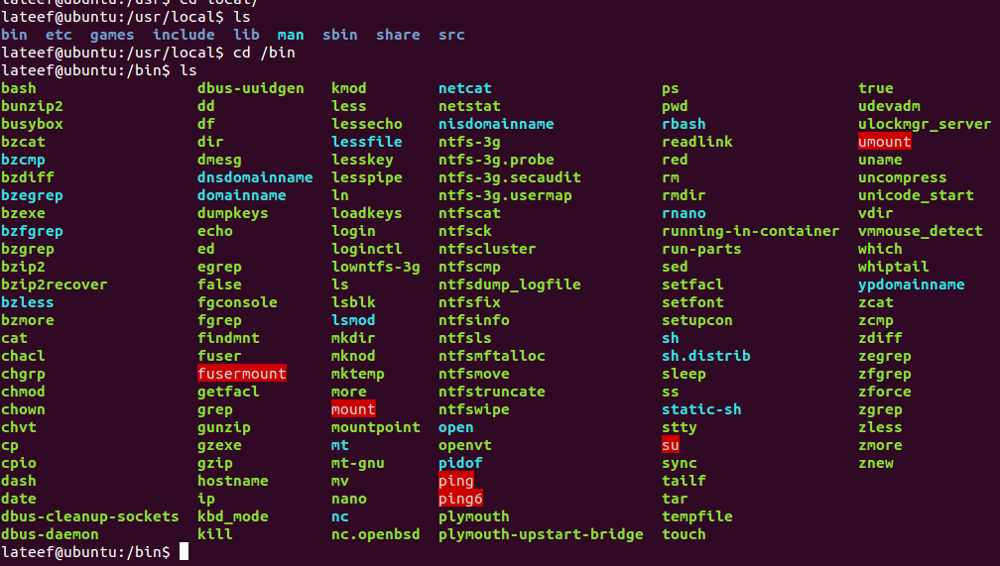 lateef@ubuntu:/usr$ cd local/
lateef@ubuntu:/usr/local$ ls
bin etc games include lib man sbin share src
lateef@ubuntu:/usr/local$ cd /bin
lateef@ubuntu:/bin$ ls
bash dbus-uuidgen kmod netcat ps true
bunzip2 dd less netstat pwd udevadm
busybox df lessecho nisdomainname rbash ulockmgr_server
bzcat dir lessfile ntfs-3g readlink umount
bzcmp dmesg lesskey ntfs-3g.probe red uname
bzdiff dnsdomainname lesspipe ntfs-3g.secaudit rm uncompress
bzegrep domainname ln ntfs-3g.usermap rmdir unicode_start
bzexe dumpkeys loadkeys ntfscat rnano vdir
bzfgrep echo login ntfsck running-in-container vmmouse_detect
bzgrep ed loginctl ntfscluster run-parts which
bzip2 egrep lowntfs-3g ntfscmp sed whiptail
bzip2recover false ls ntfsdump_logfile setfacl ypdomainname
bzless fgconsole lsblk ntfsfix setfont zcat
bzmore fgrep lsmod ntfsinfo setupcon zcmp
cat findmnt mkdir ntfsls sh zdiff
chacl fuser mknod ntfsmftalloc sh.distrib zegrep
chgrp fusermount mktemp ntfsmove sleep zfgrep
chmod getfacl more ntfstruncate ss zforce
chown grep mount ntfswipe static-sh zgrep
chvt gunzip mountpoint open stty zless
cp gzexe mt openvt su zmore
cpio gzip mt-gnu pidof sync znew
dash hostname mv ping tailf
date ip nano ping6 tar
dbus-cleanup-sockets kbd_mode nc plymouth tempfile
dbus-daemon kill nc.openbsd plymouth-upstart-bridge touch
lateef@ubuntu:/bin$